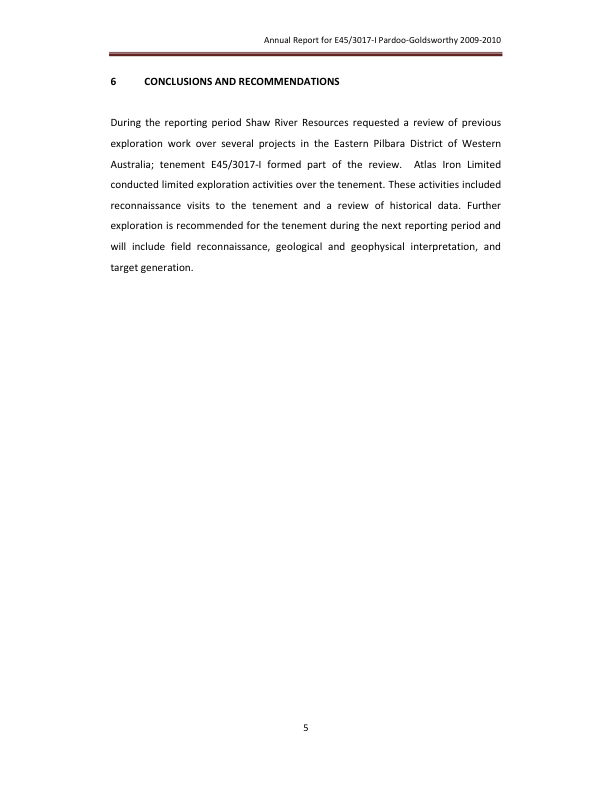 Annual Report for E45/3017-I Pardoo-Goldsworthy 2009-2010
6 CONCLUSIONS AND RECOMMENDATIONS
During the reporting period Shaw River Resources requested a review of previous
exploration work over several projects in the Eastern Pilbara District of Western
Australia; tenement E45/3017-I formed part of the review.  Atlas Iron Limited
conducted limited exploration activities over the tenement. These activities included
reconnaissance visits to the tenement and a review of historical data. Further
exploration is recommended for the tenement during the next reporting period and
will include field reconnaissance, geological and geophysical interpretation, and
target generation.
5